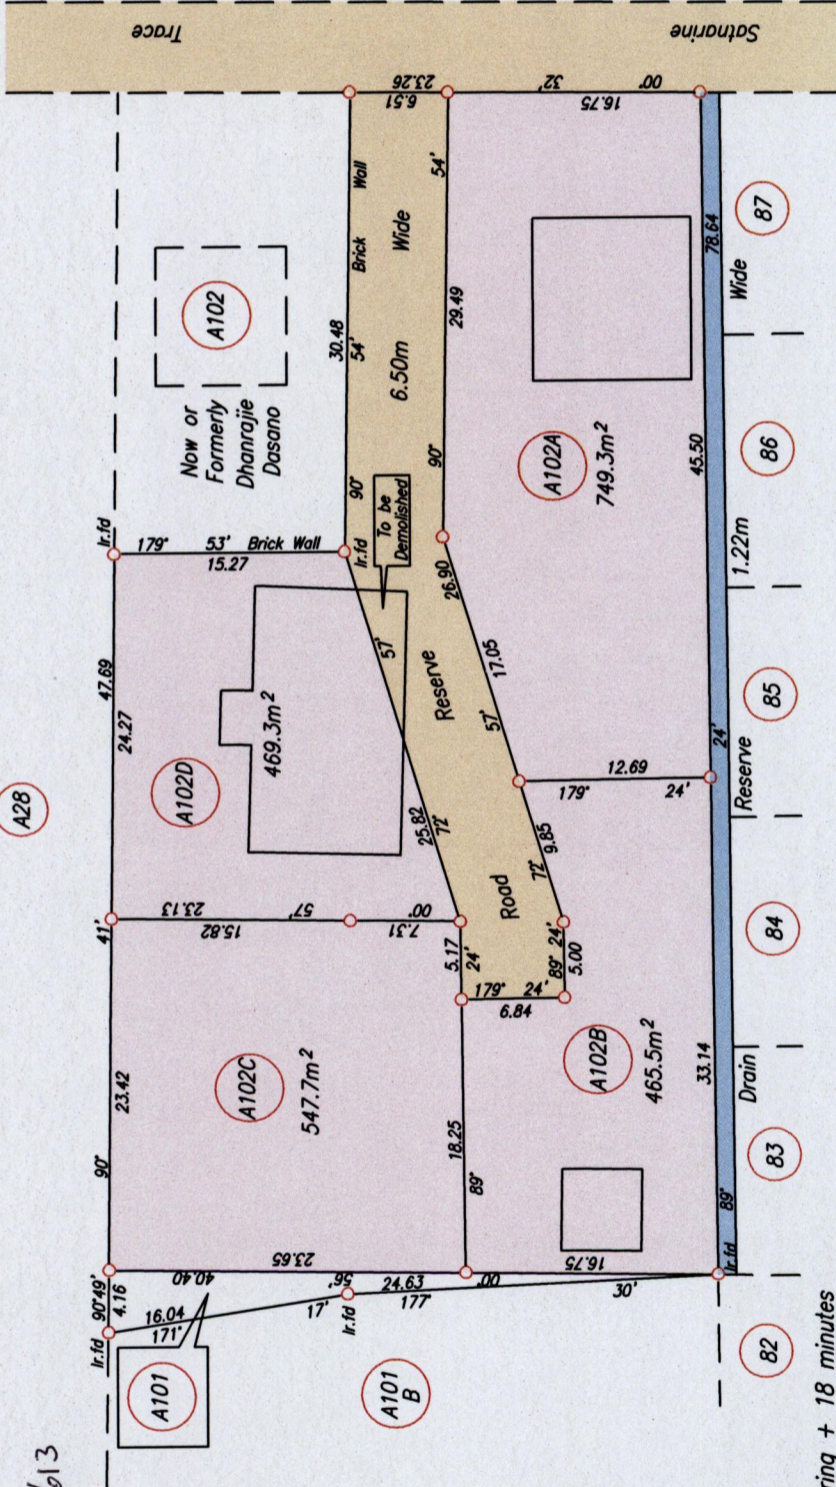 Satnarine Trace
A28
A102
Now or
Formerly
Dhanrajie
Dasano
Brick Wall
30.48
90° 54'
6.50m Wide
Road Reserve
To be
Demolished
23.26
6.51
16.75
32' 00"
29.49
90° 54'
Ir.fd
179° 53' Brick Wall
15.27
Ir.fd
47.69
24.27
23.42
90° 41'
A102D
469.3m²
25.82
72° 57'
26.90
17.05
9.85
72° 57'
A102A
749.3m²
12.69
179° 24'
23.13
15.82
7.31
57' 00"
5.17
24'
89° 24'
5.00
179° 24'
6.84
A102C
547.7m²
18.25
89°
A102B
465.5m²
40.40
23.65
16.75
56' 00"
90°49'
4.16
Ir.fd
16.04
171° 17'
Ir.fd
24.63
177° 30'
Ir.fd
A101
A101
B
78.64
45.50
33.14
89° 24'
Drain Reserve 1.22m Wide
82
83
84
85
86
87
613
ring + 18 minutes